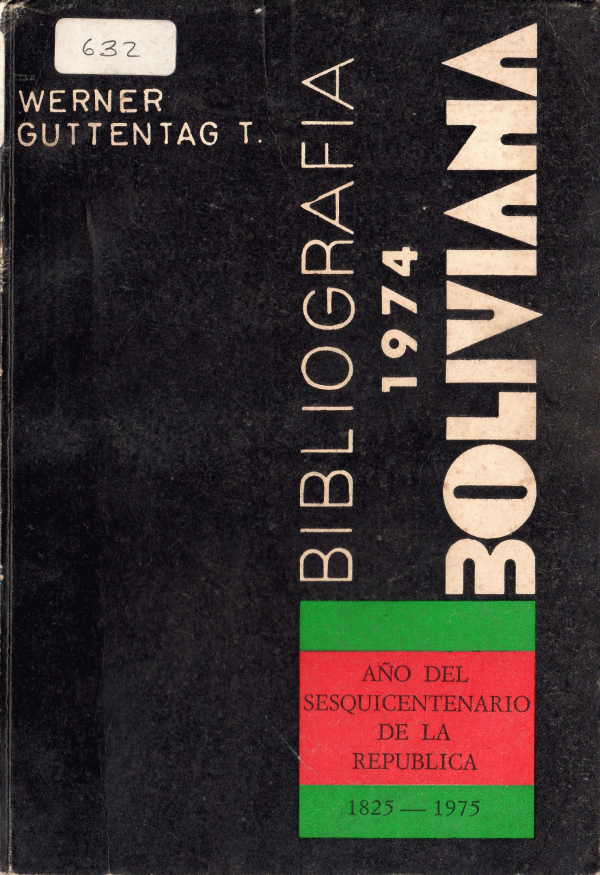 632
WERNER
GUTTENTAG T.
BIBLIOGRAFIA
1974
BOLIVIANA
AÑO DEL
SESQUICENTENARIO
DE LA
REPUBLICA
1825 — 1975